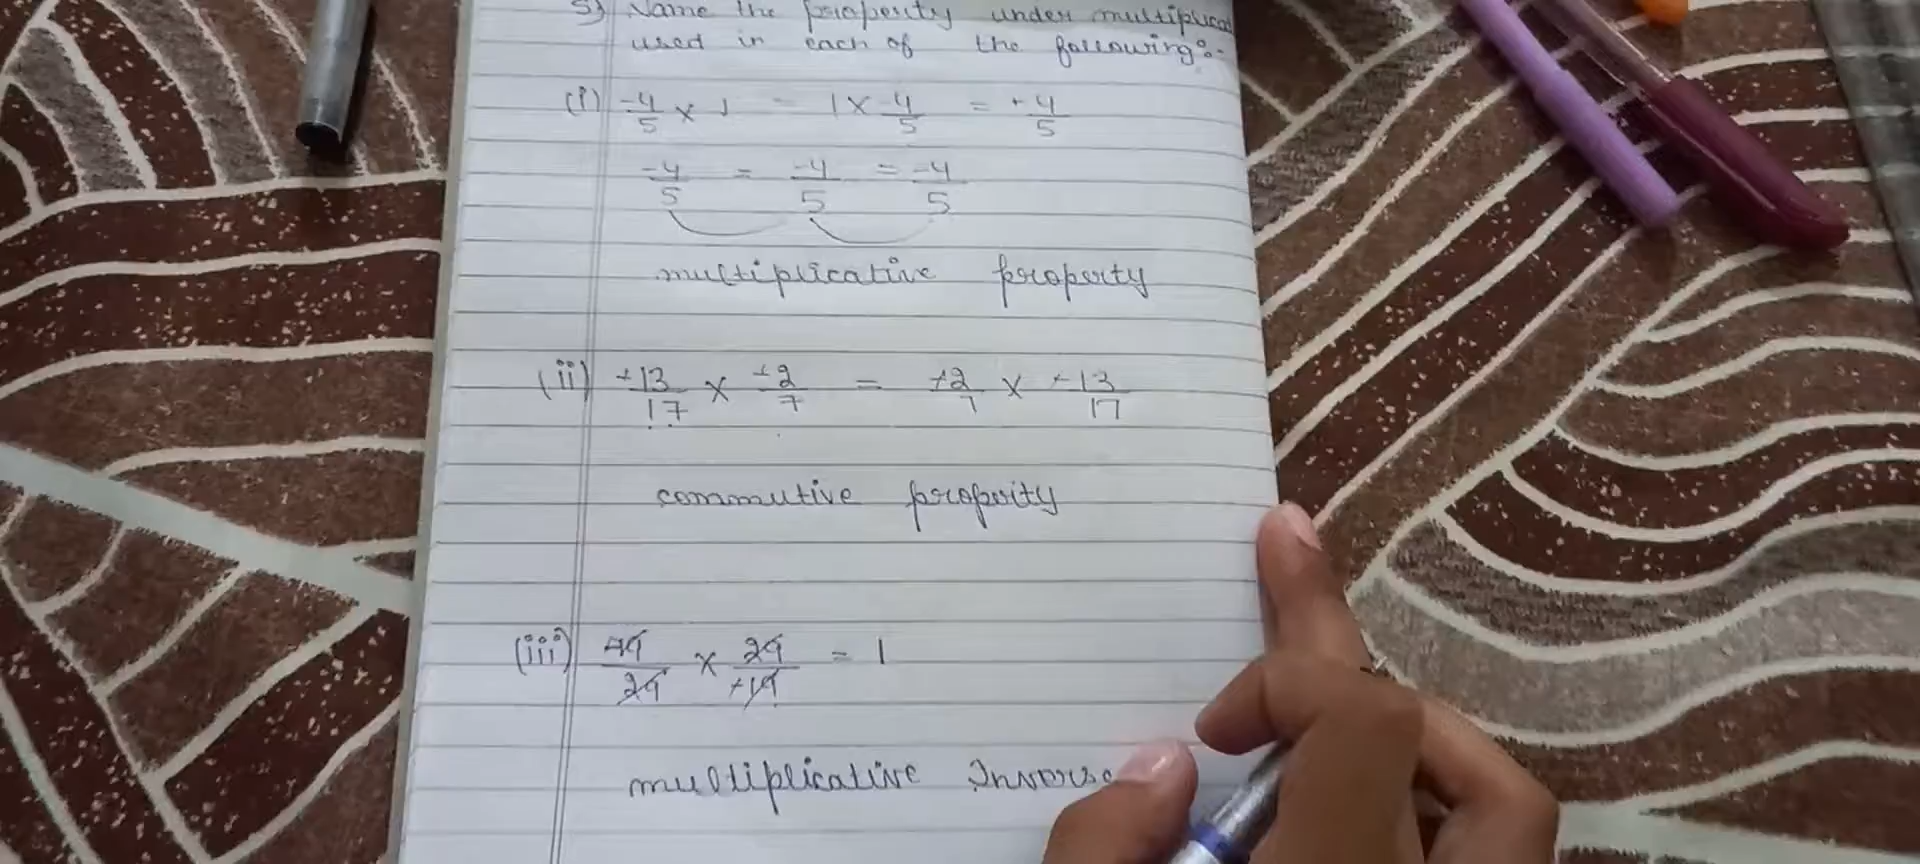 5) Name the property under multiplicat
used in each of the following:-
(i) -4/5 × 1 = 1 × -4/5 = -4/5
-4/5 = -4/5 = -4/5
multiplicative property
(ii) -13/17 × -2/7 = -2/7 × -13/17
commutive property
(iii) -19/29 × 29/-19 = 1
multiplicative Inverse